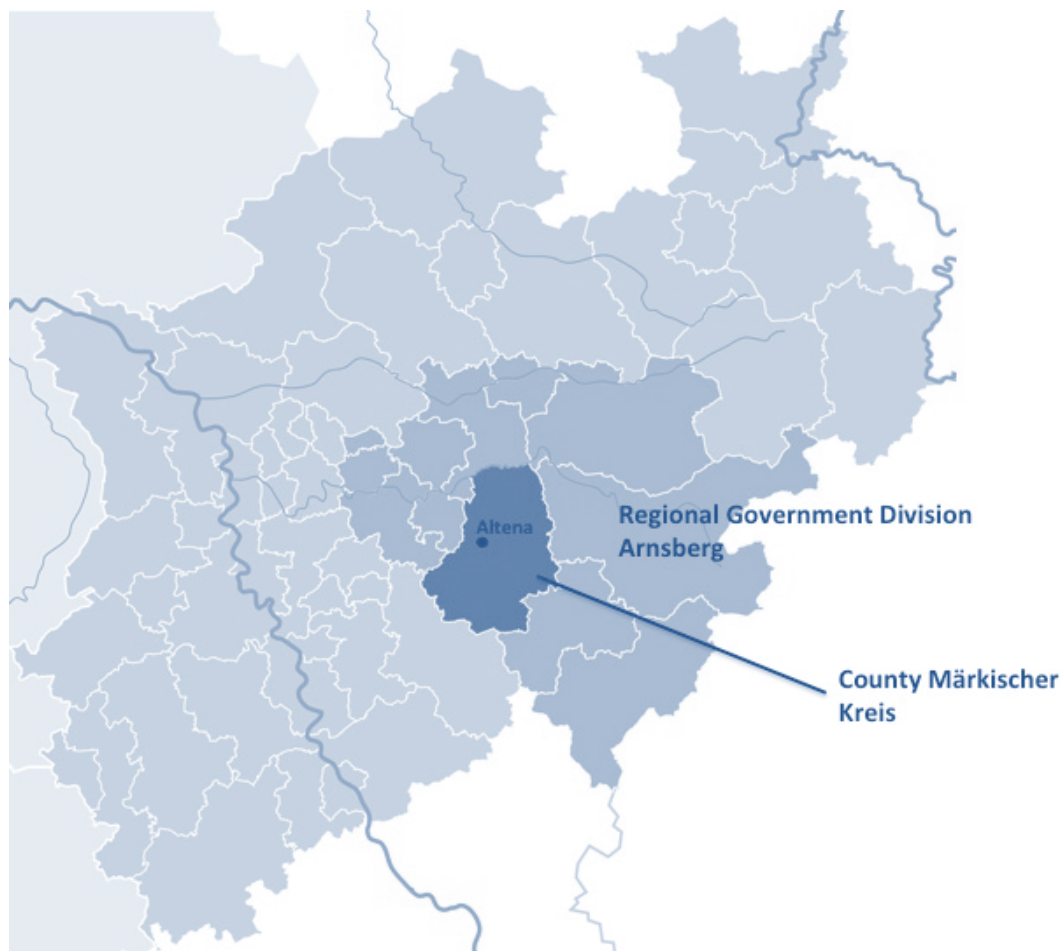 Altena
Regional Government Division
Arnsberg
County Märkischer
Kreis